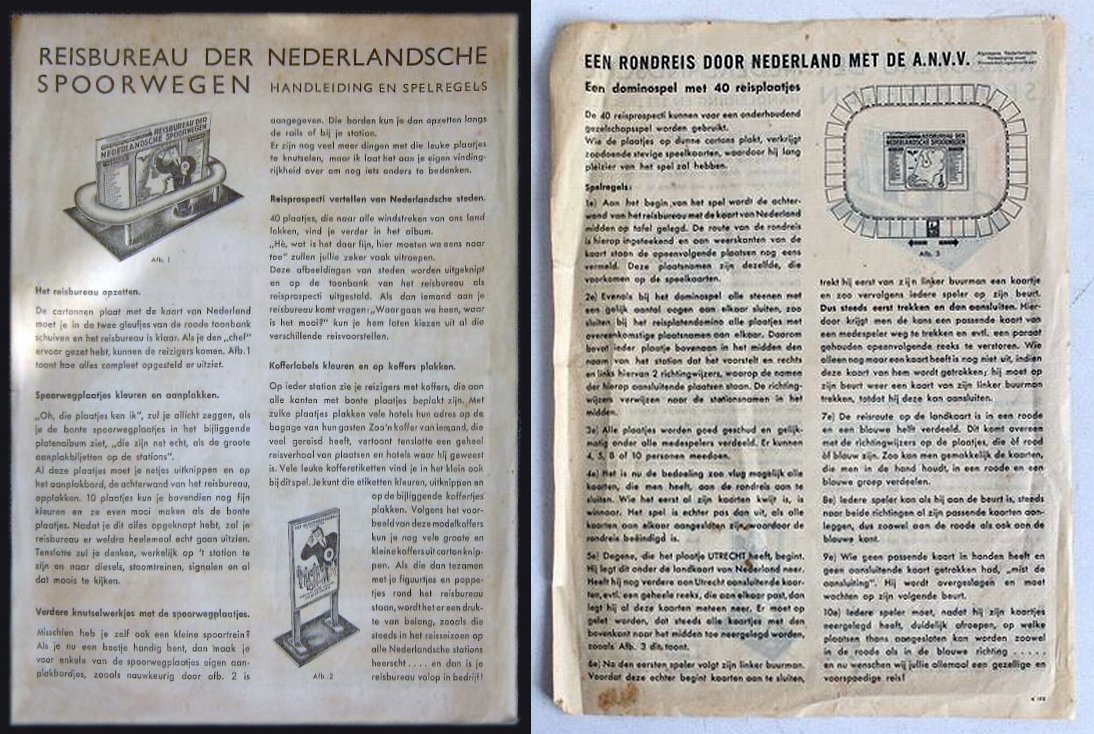 REISBUREAU DER NEDERLANDSCHE
SPOORWEGEN HANDLEIDING EN SPELREGELS
REISBUREAU DER
NEDERLANDSCHE SPOORWEGEN
Afb. 1
Het reisbureau opzetten.
De cartonnen plaat met de kaart van Nederland
moet je in de twee gleufjes van de roode toonbank
schuiven en het reisbureau is klaar. Als je den „chef"
ervoor gezet hebt, kunnen de reizigers komen. Afb. 1
toont hoe alles compleet opgesteld er uitziet.
Spoorwegplaatjes kleuren en aanplakken.
„Oh, die plaatjes ken ik", zul je allicht zeggen, als
je de bonte spoorwegplaatjes in het bijliggende
platenalbum ziet, „die zijn net echt, als de groote
aanplakbiljetten op de stations".
Al deze plaatjes moet je netjes uitknippen en op
het aanplakbord, de achterwand van het reisbureau,
opplakken. 10 plaatjes kun je bovendien nog fijn
kleuren en ze even mooi maken als de bonte
plaatjes. Nadat je dit alles opgeknapt hebt, zal je
reisbureau er weldra heelemaal echt gaan uitzien.
Tenslotte zul je denken, werkelijk op 't station te
zijn en naar diesels, stoomtreinen, signalen en al
dat moois te kijken.
Verdere knutselwerkjes met de spoorwegplaatjes.
Misschien heb je zelf ook een kleine spoortrein?
Als je nu een beetje handig bent, dan maak je
voor enkele van de spoorwegplaatjes eigen aan-
plakbordjes, zooals nauwkeurig door afb. 2 is
aangegeven. Die borden kun je dan opzetten langs
de rails of bij je station.
Er zijn nog veel meer dingen met die leuke plaatjes
te knutselen, maar ik laat het aan je eigen vinding-
rijkheid over om nog iets anders te bedenken.
Reisprospecti vertellen van Nederlandsche steden.
40 plaatjes, die naar alle windstreken van ons land
lokken, vind je verder in het album.
„Hè, wat is het daar fijn, hier moeten we eens naar
toe" zullen jullie zeker vaak uitroepen.
Deze afbeeldingen van steden worden uitgeknipt
en op de toonbank van het reisbureau als
reisprospecti uitgestald. Als dan iemand aan je
reisbureau komt vragen: „Waar gaan we heen, waar
is het mooi?" kun je hem laten kiezen uit al die
verschillende reisvoorstellen.
Kofferlabels kleuren en op koffers plakken.
Op ieder station zie je reizigers met koffers, die aan
alle kanten met bonte plaatjes beplakt zijn. Met
zulke plaatjes plakken vele hotels hun adres op de
bagage van hun gasten Zoo'n koffer van iemand, die
veel gereisd heeft, vertoont tenslotte een geheel
reisverhaal van plaatsen en hotels waar hij geweest
is. Vele leuke kofferetiketten vind je in het klein ook
bij dit spel. Je kunt die etiketten kleuren, uitknippen en
op de bijliggende koffertjes
plakken. Volgens het voor-
beeld van deze modelkoffers
kun je nog vele groote en
kleine koffers uit carton knip-
pen. Als die dan tezamen
met je figuurtjes en poppe-
tjes rond het reisbureau
staan, wordt het er een druk-
te van belang, zooals die
steeds in het reisseizoen op
alle Nederlandsche stations
heerscht . . . . en dan is je
reisbureau volop in bedrijf!
Afb. 2
EEN RONDREIS DOOR NEDERLAND MET DE A.N.V.V. Algemeene Nederlandsche
Vereeniging voor
Vreemdelingenverkeer
Een dominospel met 40 reisplaatjes
De 40 reisprospecti kunnen voor een onderhoudend
gezelschapsspel worden gebruikt.
Wie de plaatjes op dunne cartons plakt, verkrijgt
zoodoende stevige speelkaarten, waardoor hij lang
pleizier van het spel zal hebben.
Spelregels:
1e) Aan het begin van het spel wordt de achter-
wand van het reisbureau met de kaart van Nederland
midden op tafel gelegd. De route van de rondreis
is hierop ingeteekend en aan weerskanten van de
kaart staan de opeenvolgende plaatsen nog eens
vermeld. Deze plaatsnamen zijn dezelfde, die
voorkomen op de speelkaarten.
2e) Evenals bij het dominospel alle steenen met
een gelijk aantal oogen aan elkaar sluiten, zoo
sluiten bij het reisplatendomino alle plaatjes met
overeenkomstige plaatsnamen aan elkaar. Daarom
bevat ieder plaatje bovenaan in het midden den
naam van het station dat het voorstelt en rechts
en links hiervan 2 richtingwijzers, waarop de namen
der hierop aansluitende plaatsen staan. De richting-
wijzers verwijzen naar de stationsnamen in het
midden.
3e) Alle plaatjes worden goed geschud en gelijk-
matig onder alle medespelers verdeeld. Er kunnen
4, 5, 8 of 10 personen meedoen.
4e) Het is nu de bedoeling zoo vlug mogelijk alle
kaarten, die men heeft, aan de rondreis aan te
sluiten. Wie het eerst al zijn kaarten kwijt is, is
winnaar. Het spel is echter pas dan uit, als alle
kaarten aan elkaar aangesloten zijn, waardoor de
rondreis beëindigd is.
5e) Degene, die het plaatje UTRECHT heeft, begint.
Hij legt dit onder de landkaart van Nederland neer.
Heeft hij nog verdere aan Utrecht aansluitende kaar-
ten, evtl. een geheele reeks, die aan elkaar past, dan
legt hij al deze kaarten meteen neer. Er moet op
gelet worden, dat steeds alle kaartjes met den
bovenkant naar het midden toe neergelegd worden,
zooals Afb. 3 dit toont.
6e) Na den eersten speler volgt zijn linker buurman.
Voordat deze echter begint kaarten aan te sluiten,
REISBUREAU DER
NEDERLANDSCHE SPOORWEGEN
Afb. 3
trekt hij eerst van zijn linker buurman een kaartje
en zoo vervolgens iedere speler op zijn beurt.
Dus steeds eerst trekken en dan aansluiten. Hier-
door krijgt men de kans een passende kaart van
een medespeler weg te trekken en evtl. een paraat
gehouden opeenvolgende reeks te verstoren. Wie
alleen nog maar een kaart heeft is nog niet uit, indien
deze kaart van hem wordt getrokken; hij moet op
zijn beurt weer een kaart van zijn linker buurman
trekken, totdat hij deze kan aansluiten.
7e) De reisroute op de landkaart is in een roode
en een blauwe helft verdeeld. Dit komt overeen
met de richtingwijzers op de plaatjes, die òf rood
òf blauw zijn. Zoo kan men gemakkelijk de kaarten,
die men in de hand houdt, in een roode en een
blauwe groep verdeelen.
8e) Iedere speler kan als hij aan de beurt is, steeds
naar beide richtingen al zijn passende kaarten aan-
leggen, dus zoowel aan de roode als ook aan de
blauwe kant.
9e) Wie geen passende kaart in handen heeft en
geen aansluitende kaart getrokken had, „mist de
aansluiting". Hij wordt overgeslagen en moet
wachten op zijn volgende beurt.
10e) Iedere speler moet, nadat hij zijn kaartjes
neergelegd heeft, duidelijk afroepen, op welke
plaatsen thans aangesloten kan worden zoowel
in de roode als in de blauwe richting . . . . .
en nu wenschen wij jullie allemaal een gezellige en
voorspoedige reis!